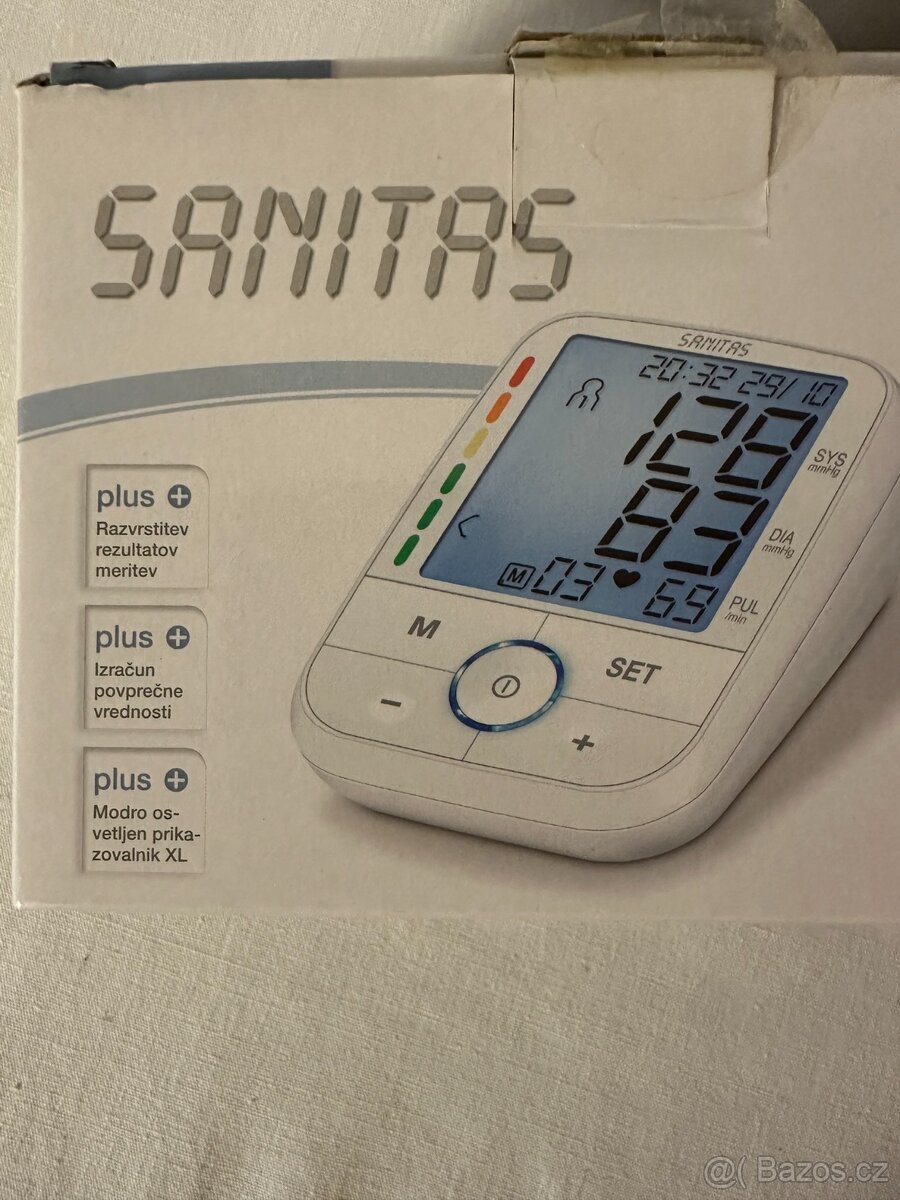 SANITAS
SANITAS
20:32 29/10
128
SYS
mmHg
83
DIA
mmHg
M 03 69
PUL
/min
M
SET
-
+
plus +
Razvrstitev
rezultatov
meritev
plus +
Izračun
povprečne
vrednosti
plus +
Modro os-
vetljen prika-
zovalnik XL
@( Bazos.cz